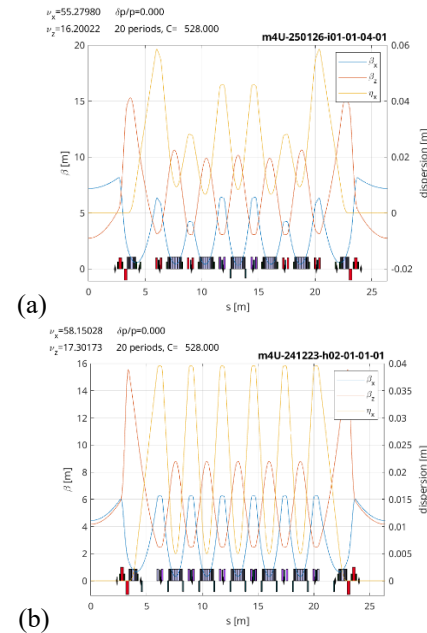 νx=55.27980 δp/p=0.000
νz=16.20022 20 periods, C= 528.000
m4U-250126-i01-01-04-01
20
15
10
5
0
β [m]
0.06
0.04
0.02
0
-0.02
dispersion [m]
βx
βz
ηx
0 5 10 15 20 25
s [m]
(a)
νx=58.15028 δp/p=0.000
νz=17.30173 20 periods, C= 528.000
m4U-241223-h02-01-01-01
16
14
12
10
8
6
4
2
0
β [m]
0.04
0.035
0.03
0.025
0.02
0.015
0.01
0.005
0
dispersion [m]
βx
βz
ηx
0 5 10 15 20 25
s [m]
(b)